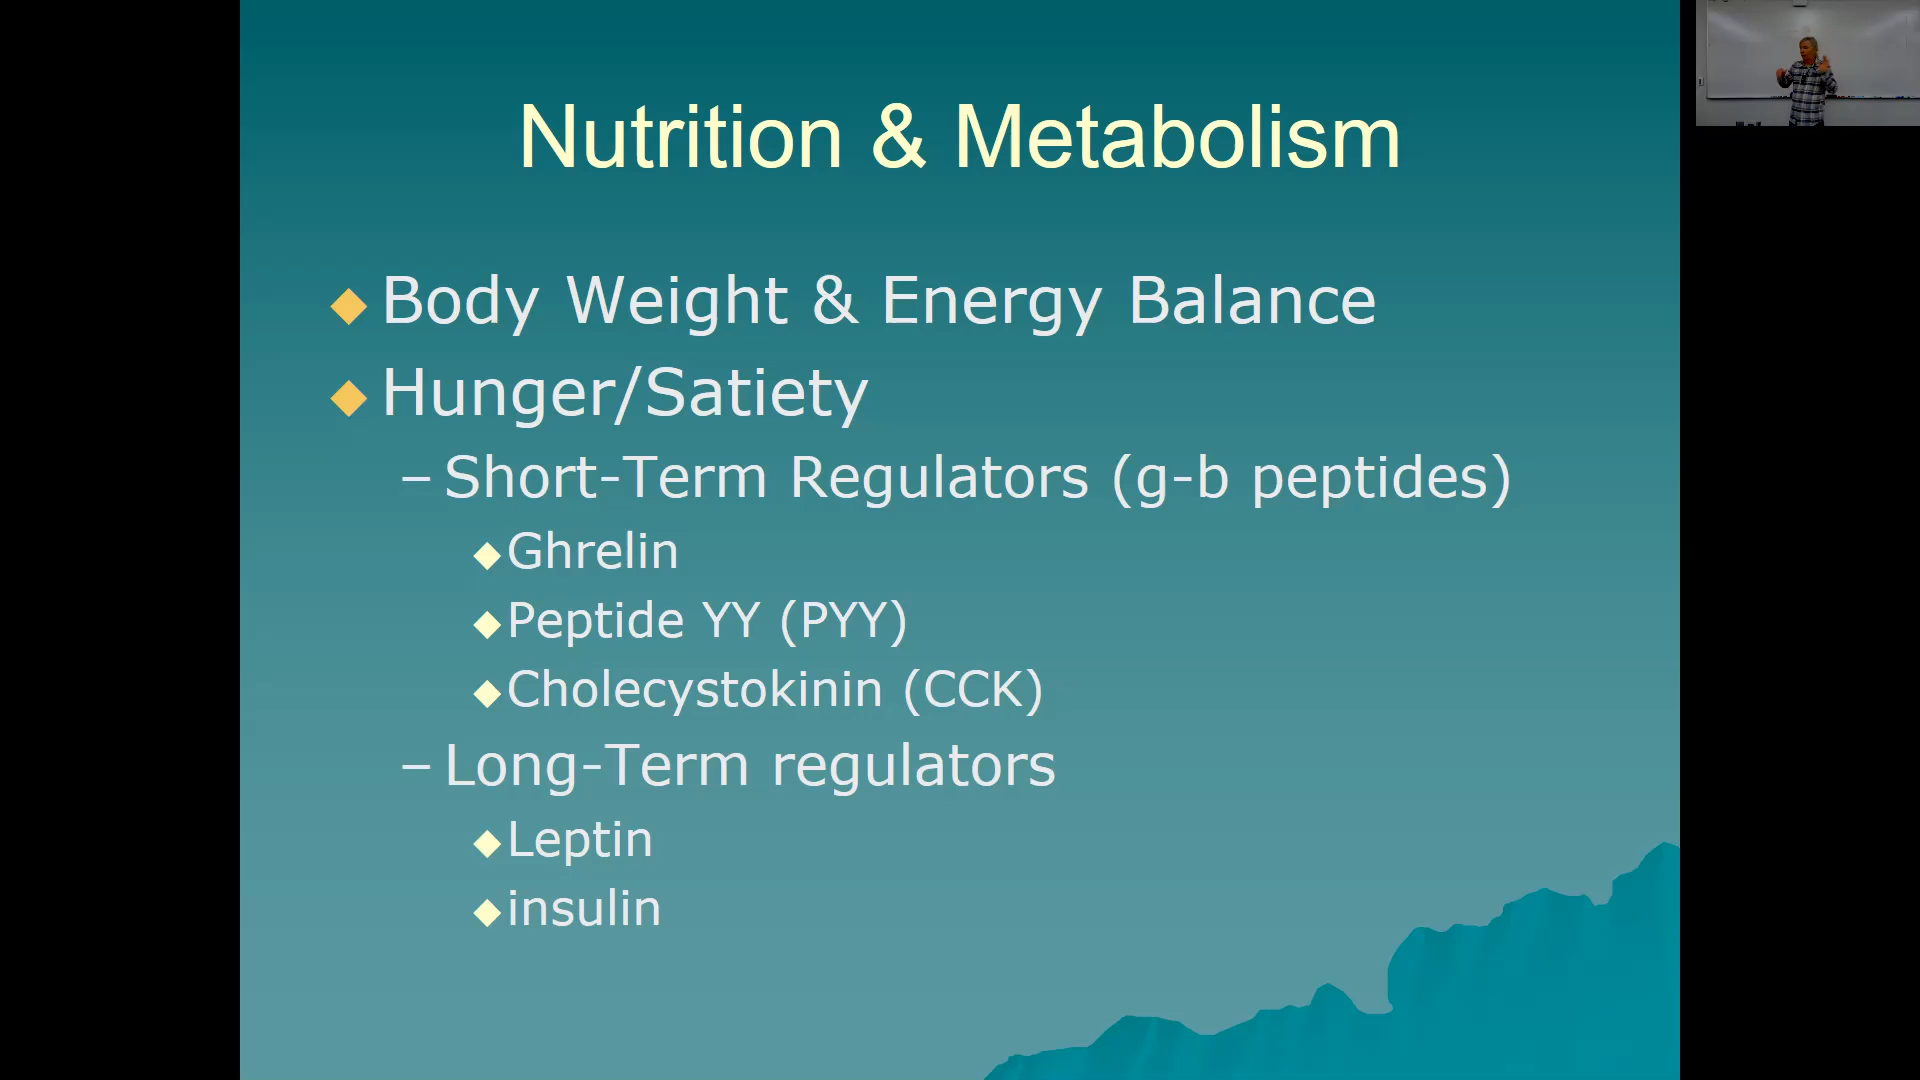 Nutrition & Metabolism
Body Weight & Energy Balance
Hunger/Satiety
– Short-Term Regulators (g-b peptides)
Ghrelin
Peptide YY (PYY)
Cholecystokinin (CCK)
– Long-Term regulators
Leptin
insulin